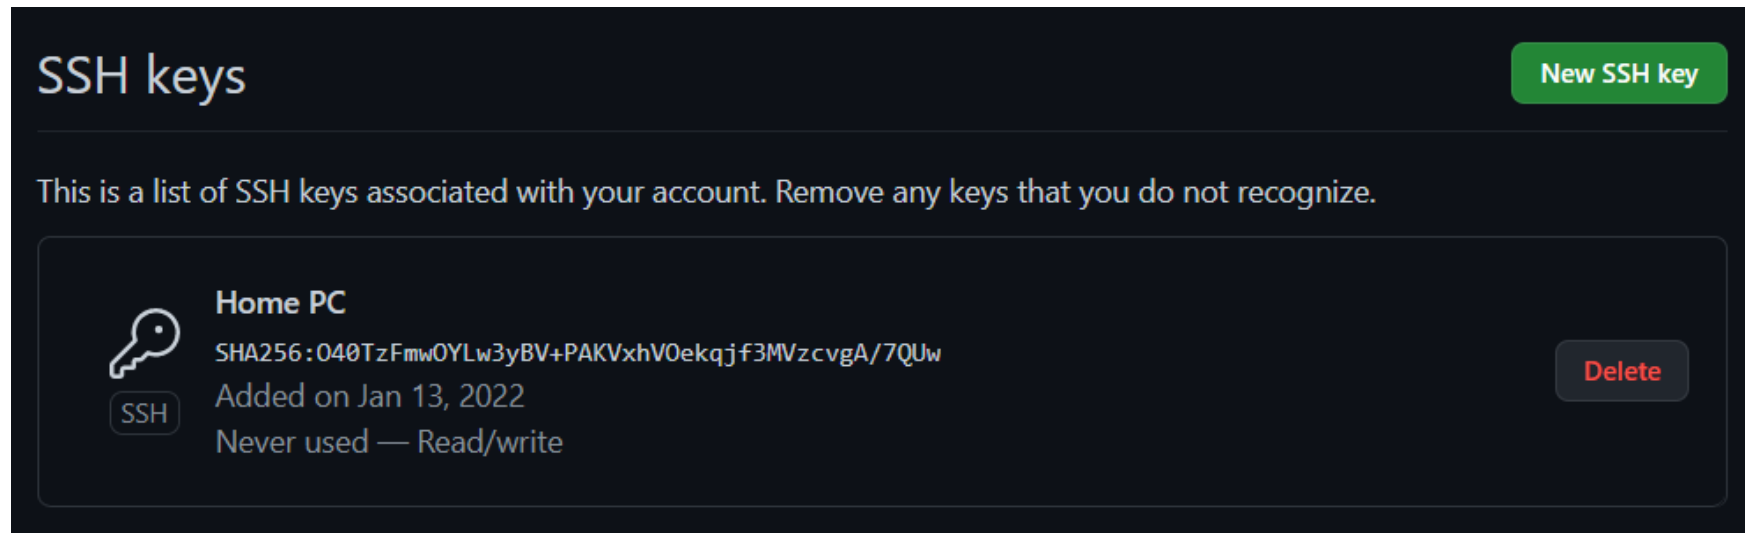 SSH keys
New SSH key
This is a list of SSH keys associated with your account. Remove any keys that you do not recognize.
Home PC
SHA256:O40TzFmwOYLw3yBV+PAKVxhVOekqjf3MVzcvgA/7QUw
Added on Jan 13, 2022
Never used — Read/write
SSH
Delete